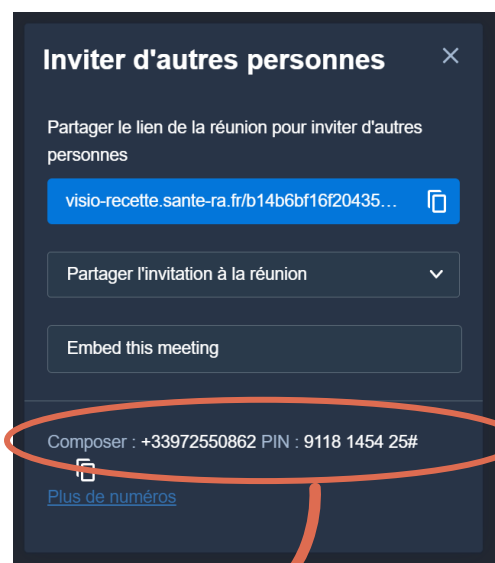 Inviter d'autres personnes
Partager le lien de la réunion pour inviter d'autres
personnes
visio-recette.sante-ra.fr/b14b6bf16f20435…
Partager l'invitation à la réunion
Embed this meeting
Composer : +33972550862 PIN : 9118 1454 25#
Plus de numéros